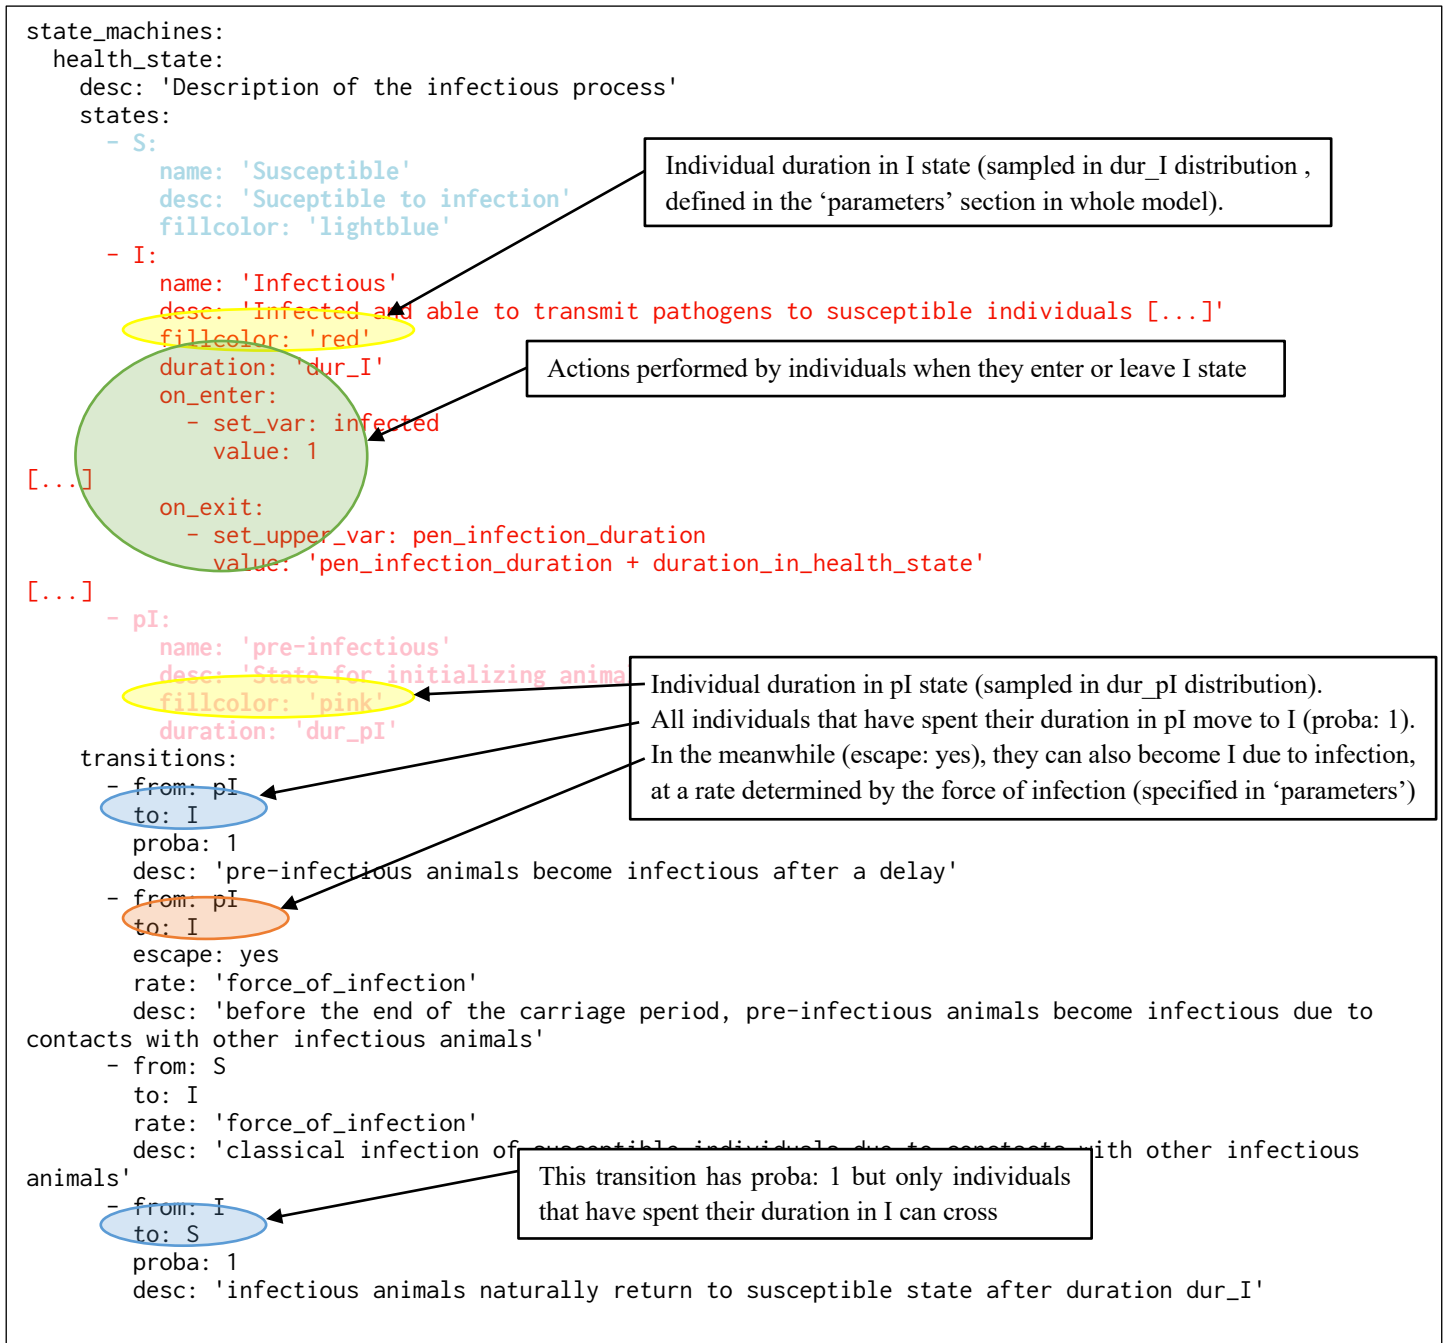 state_machines:
health_state:
desc: 'Description of the infectious process'
states:
- S:
name: 'Susceptible'
desc: 'Suceptible to infection'
fillcolor: 'lightblue'
Individual duration in I state (sampled in dur_I distribution ,
defined in the ‘parameters’ section in whole model).
- I:
name: 'Infectious'
desc: 'Infected and able to transmit pathogens to susceptible individuals [...]'
fillcolor: 'red'
duration: 'dur_I'
Actions performed by individuals when they enter or leave I state
on_enter:
- set_var: infected
value: 1
[...]
on_exit:
- set_upper_var: pen_infection_duration
value: 'pen_infection_duration + duration_in_health_state'
[...]
- pI:
name: 'pre-infectious'
desc: 'State for initializing
fillcolor: 'pink'
duration: 'dur_pI'
Individual duration in pI state (sampled in dur_pI distribution).
All individuals that have spent their duration in pI move to I (proba: 1).
In the meanwhile (escape: yes), they can also become I due to infection,
at a rate determined by the force of infection (specified in ‘parameters’)
transitions:
- from: pI
to: I
proba: 1
desc: 'pre-infectious animals become infectious after a delay'
- from: pI
to: I
escape: yes
rate: 'force_of_infection'
desc: 'before the end of the carriage period, pre-infectious animals become infectious due to
contacts with other infectious animals'
- from: S
to: I
rate: 'force_of_infection'
desc: 'classical infection of susceptible individuals due to conctacts with other infectious
animals'
This transition has proba: 1 but only individuals
that have spent their duration in I can cross
- from: I
to: S
proba: 1
desc: 'infectious animals naturally return to susceptible state after duration dur_I'